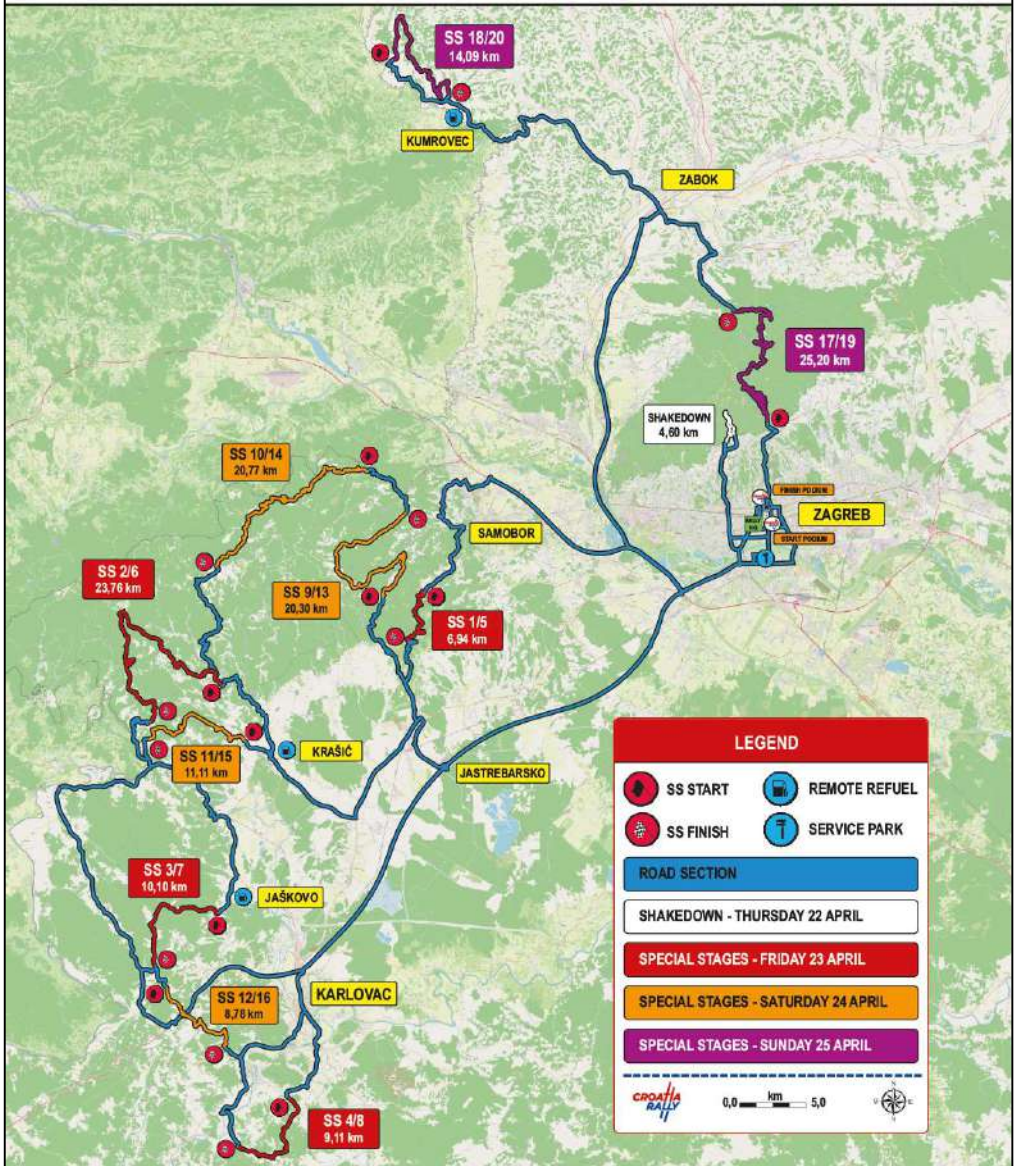 SS 18/20
14,09 km
KUMROVEC
ZABOK
SS 17/19
25,20 km
SHAKEDOWN
4,60 km
SS 10/14
20,77 km
FINISH PODIUM
ZAGREB
START PODIUM
SAMOBOR
SS 2/6
23,76 km
SS 9/13
20,30 km
SS 1/5
6,94 km
KRAŠIĆ
SS 11/15
11,11 km
JASTREBARSKO
SS 3/7
10,10 km
JAŠKOVO
SS 12/16
8,78 km
KARLOVAC
SS 4/8
9,11 km
LEGEND
SS START
REMOTE REFUEL
SS FINISH
SERVICE PARK
ROAD SECTION
SHAKEDOWN - THURSDAY 22 APRIL
SPECIAL STAGES - FRIDAY 23 APRIL
SPECIAL STAGES - SATURDAY 24 APRIL
SPECIAL STAGES - SUNDAY 25 APRIL
CROATIA
RALLY
0,0 km 5,0